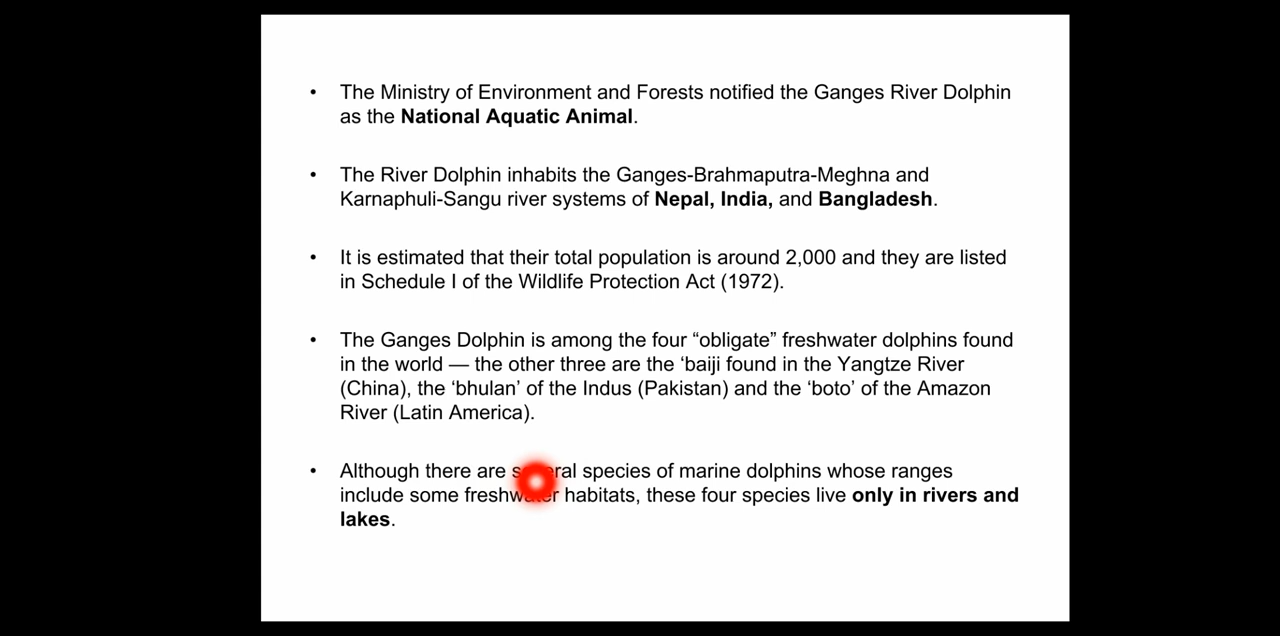 • The Ministry of Environment and Forests notified the Ganges River Dolphin
as the National Aquatic Animal.
• The River Dolphin inhabits the Ganges-Brahmaputra-Meghna and
Karnaphuli-Sangu river systems of Nepal, India, and Bangladesh.
• It is estimated that their total population is around 2,000 and they are listed
in Schedule I of the Wildlife Protection Act (1972).
• The Ganges Dolphin is among the four “obligate” freshwater dolphins found
in the world — the other three are the ‘baiji found in the Yangtze River
(China), the ‘bhulan’ of the Indus (Pakistan) and the ‘boto’ of the Amazon
River (Latin America).
• Although there are several species of marine dolphins whose ranges
include some freshwater habitats, these four species live only in rivers and
lakes.